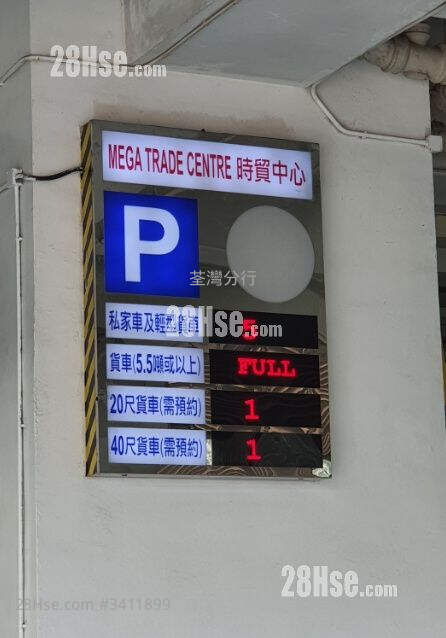 28Hse.com
MEGA TRADE CENTRE 時貿中心
P
荃灣分行
私家車及輕型貨車 5
28Hse.com
貨車(5.5噸或以上) FULL
20尺貨車(需預約) 1
40尺貨車(需預約) 1
28Hse.com
28Hse.com #3411899